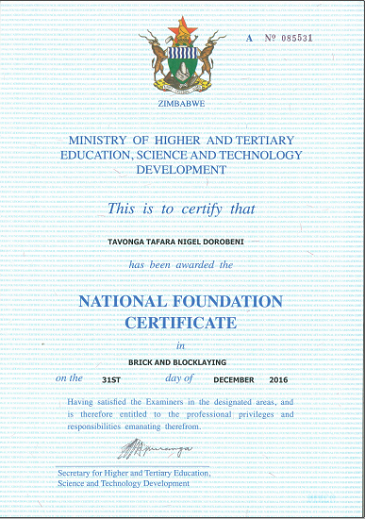 A Nº 085531
ZIMBABWE
MINISTRY OF HIGHER AND TERTIARY
EDUCATION, SCIENCE AND TECHNOLOGY
DEVELOPMENT
This is to certify that
TAVONGA TAFARA NIGEL DOROBENI
has been awarded the
NATIONAL FOUNDATION
CERTIFICATE
in
BRICK AND BLOCKLAYING
on the 31ST day of DECEMBER 2016
Having satisfied the Examiners in the designated areas, and
is therefore entitled to the professional privileges and
responsibilities emanating therefrom.
Secretary for Higher and Tertiary Education,
Science and Technology Development